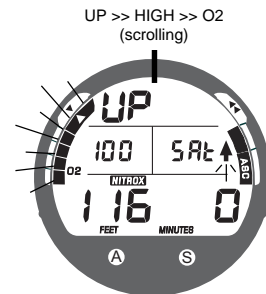 UP >> HIGH >> O2
(scrolling)
UP
100 SAt
O2 ASC
NITROX
116 0
FEET MINUTES
A S